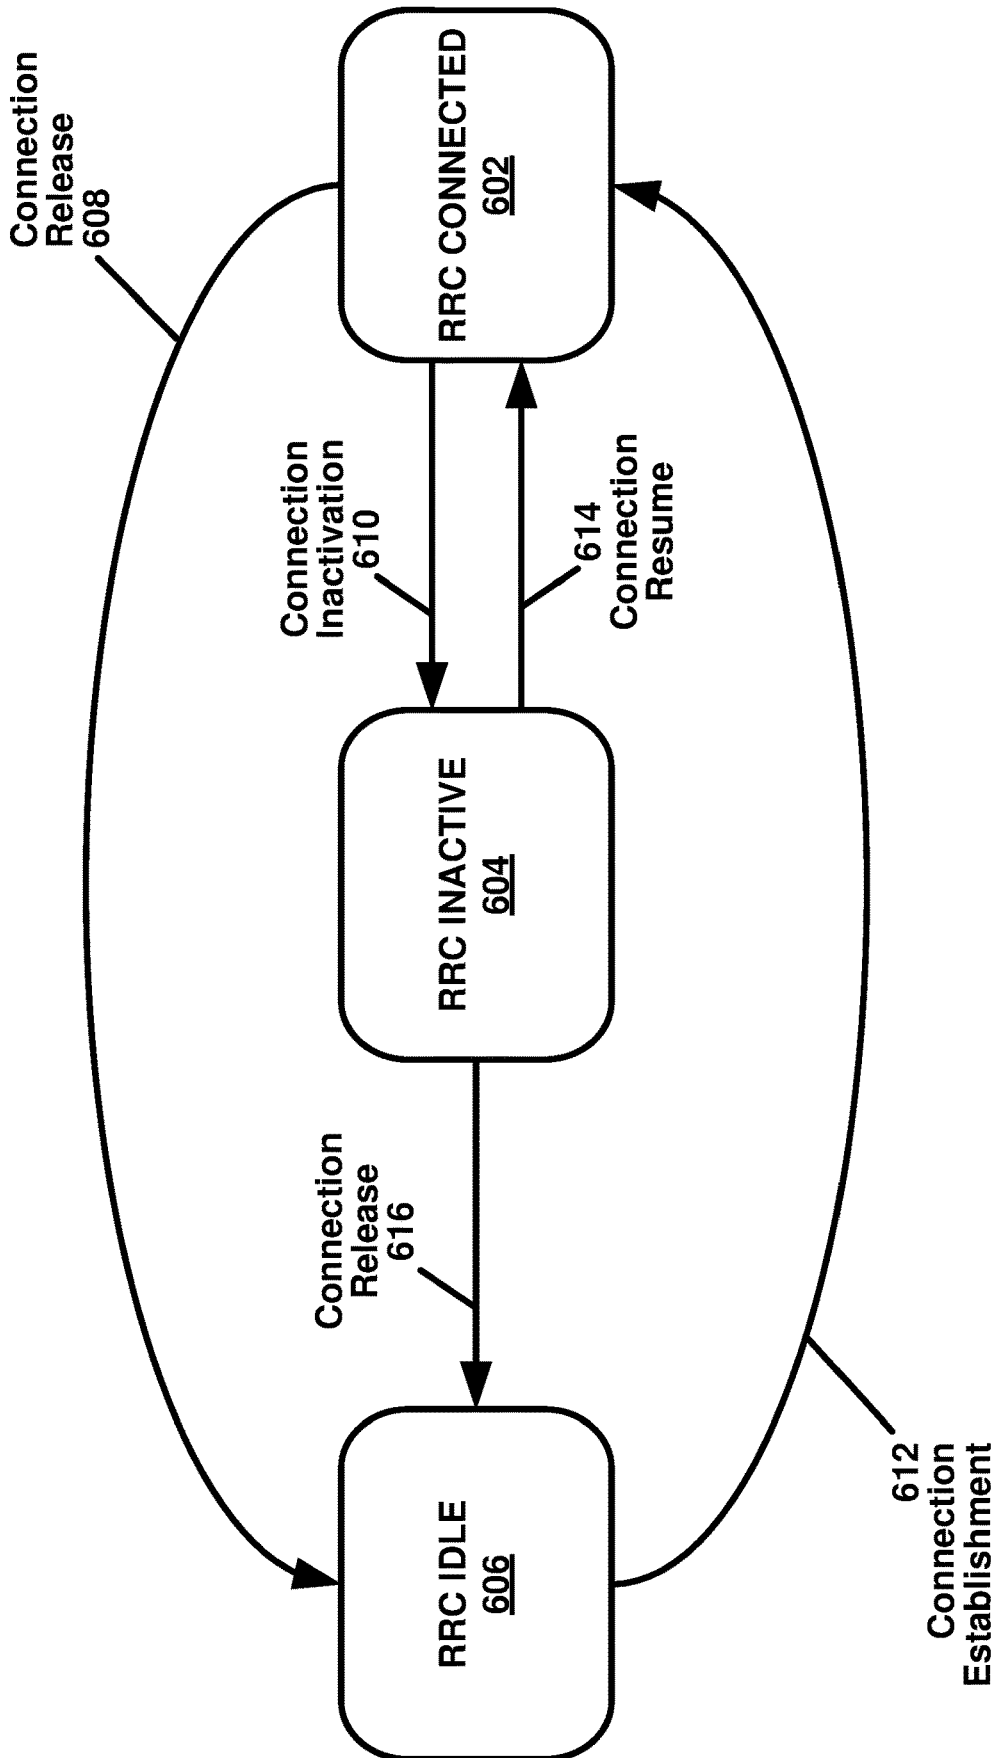 RRC IDLE
606
Connection
Release
616
RRC INACTIVE
604
Connection
Inactivation
610
614
Connection
Resume
RRC CONNECTED
602
Connection
Release
608
612
Connection
Establishment